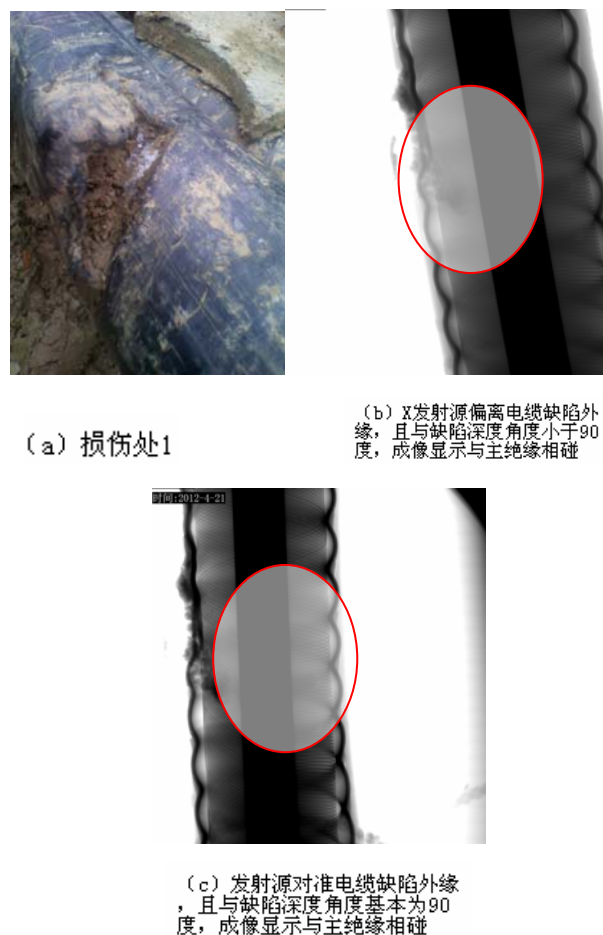 （a）损伤处1
（b）X发射源偏离电缆缺陷外
缘，且与缺陷深度角度小于90
度，成像显示与主绝缘相碰
时间:2012-4-21
（c）发射源对准电缆缺陷外缘
，且与缺陷深度角度基本为90
度，成像显示与主绝缘相碰